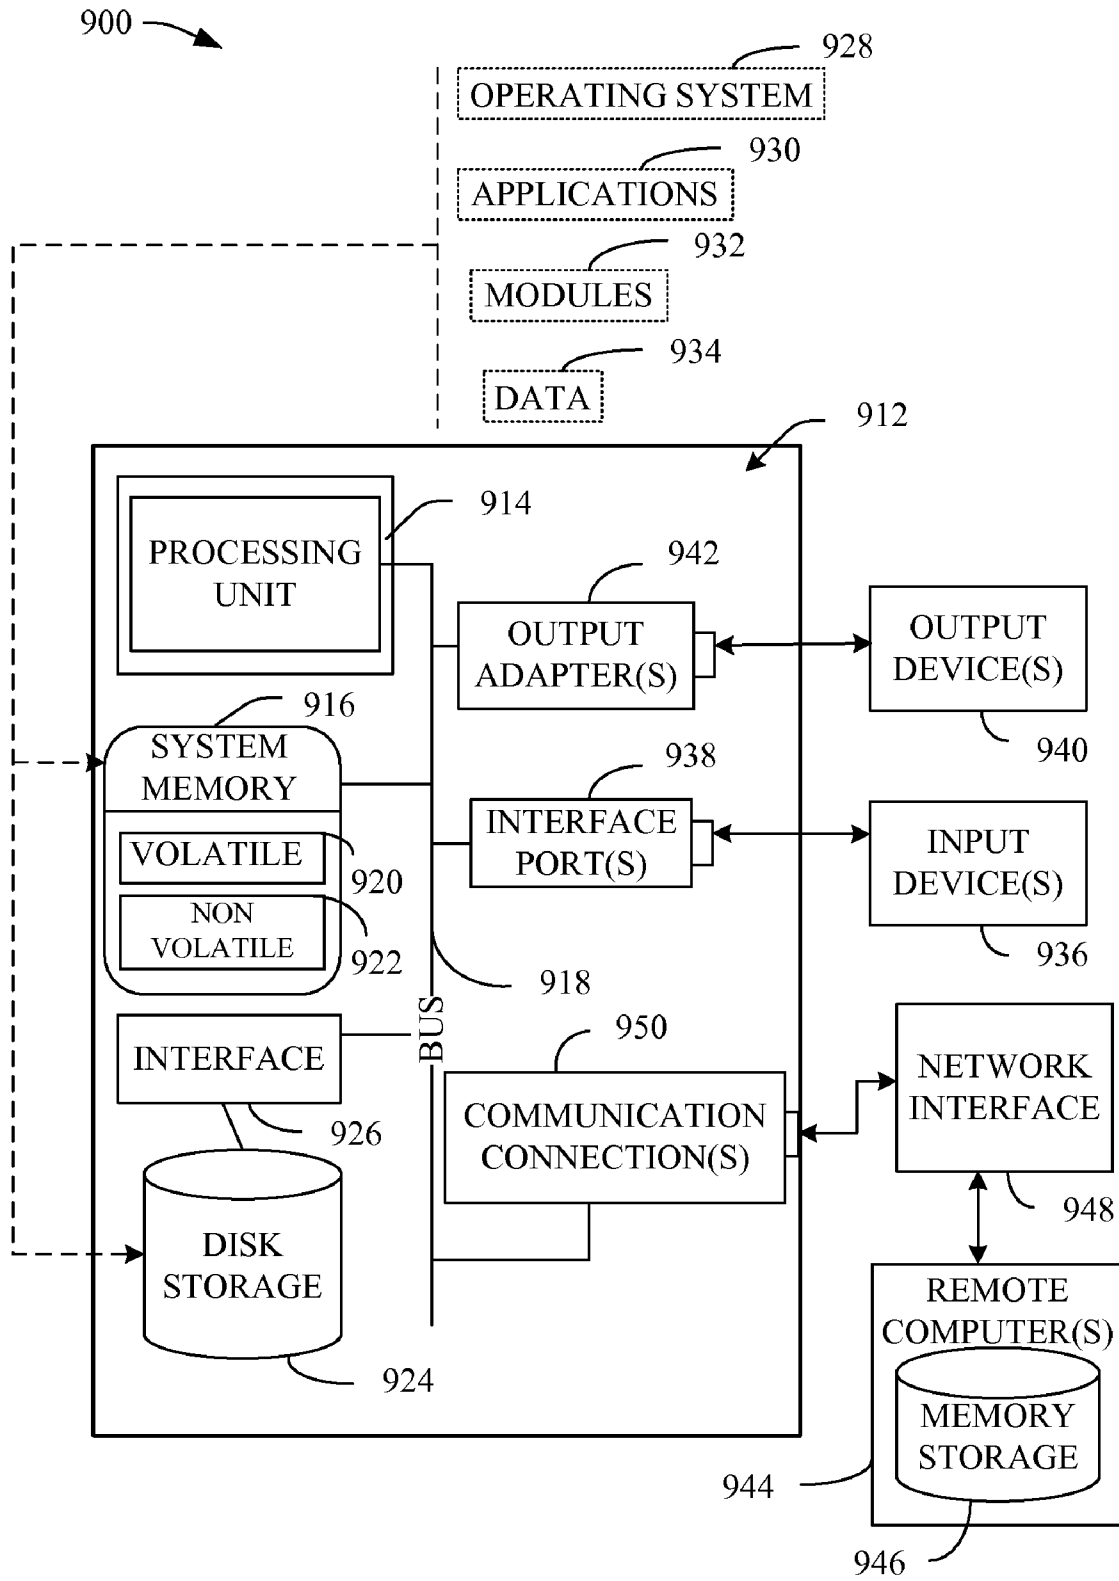 900
928
OPERATING SYSTEM
930
APPLICATIONS
932
MODULES
934
DATA
912
914
PROCESSING
UNIT
942
OUTPUT
ADAPTER(S)
OUTPUT
DEVICE(S)
940
916
SYSTEM
MEMORY
938
INTERFACE
PORT(S)
INPUT
DEVICE(S)
936
VOLATILE
920
NON
VOLATILE
922
918
BUS
INTERFACE
926
950
COMMUNICATION
CONNECTION(S)
NETWORK
INTERFACE
948
DISK
STORAGE
924
REMOTE
COMPUTER(S)
MEMORY
STORAGE
944
946